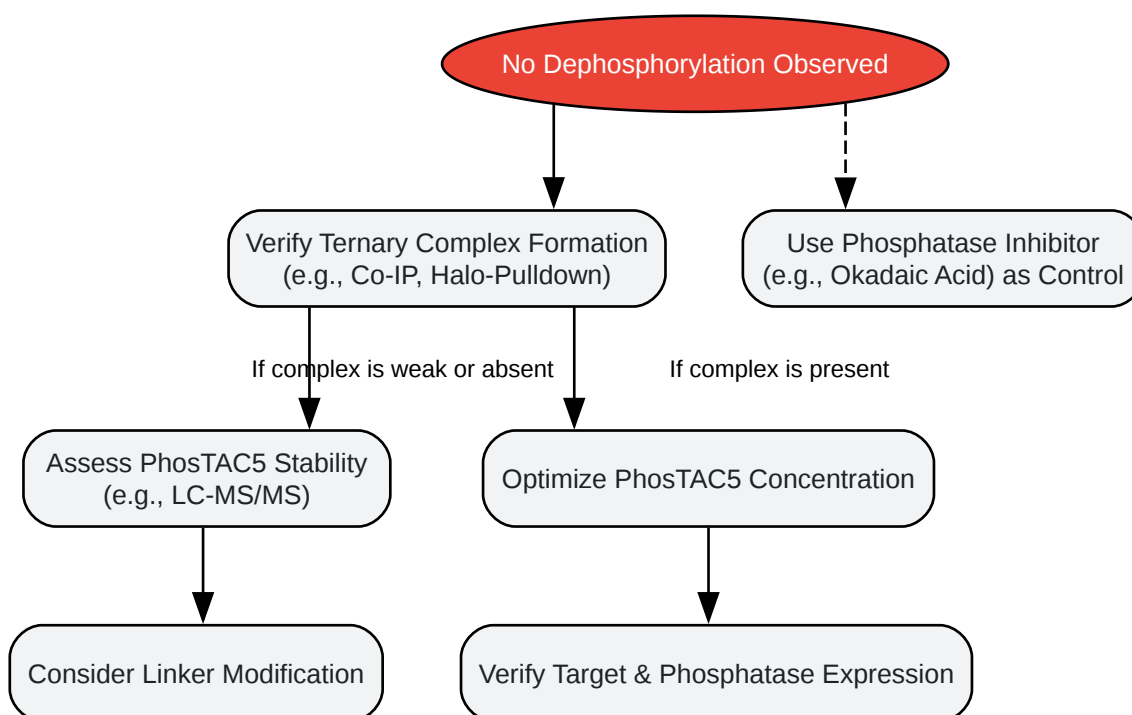 No Dephosphorylation Observed
Verify Ternary Complex Formation
(e.g., Co-IP, Halo-Pulldown)
Use Phosphatase Inhibitor
(e.g., Okadaic Acid) as Control
If complex is weak or absent
If complex is present
Assess PhosTAC5 Stability
(e.g., LC-MS/MS)
Optimize PhosTAC5 Concentration
Consider Linker Modification
Verify Target & Phosphatase Expression